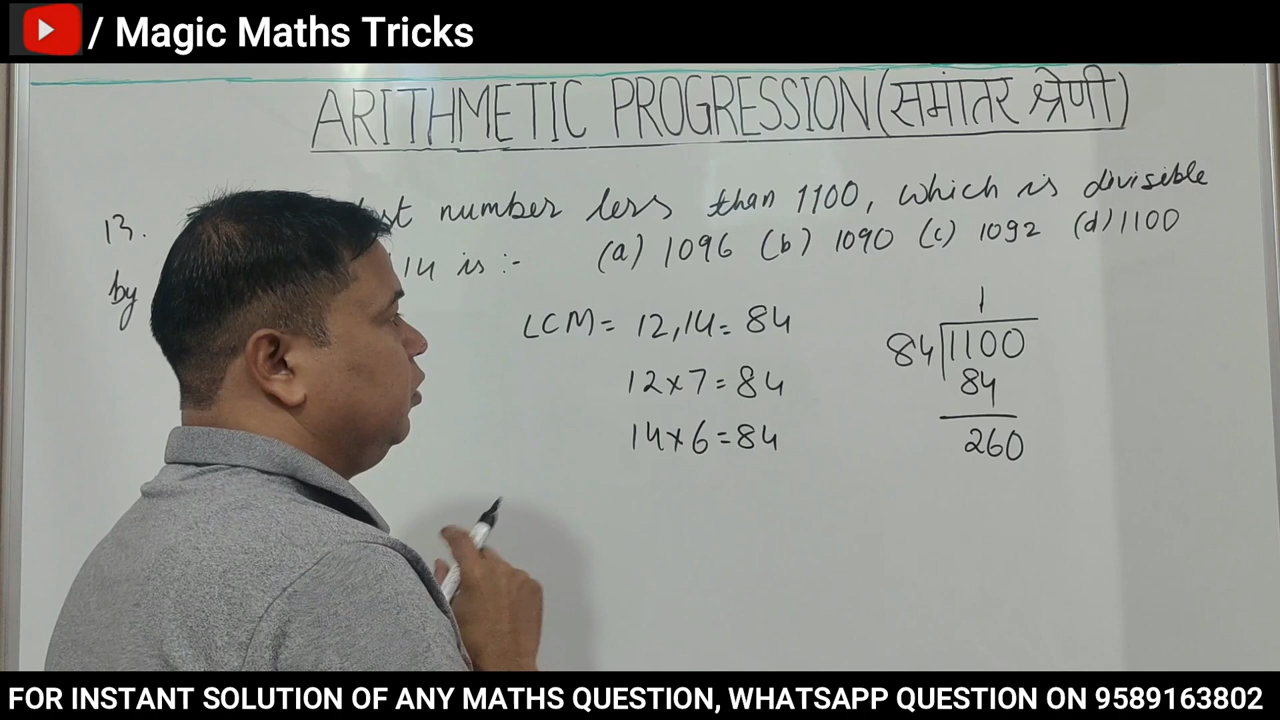 / Magic Maths Tricks
ARITHMETIC PROGRESSION (समांतर श्रेणी)
13. number less than 1100, which is divisible
by 14 is :- (a) 1096 (b) 1090 (c) 1092 (d) 1100
LCM = 12, 14 = 84
12 x 7 = 84
14 x 6 = 84
1
84 1100
84
260
FOR INSTANT SOLUTION OF ANY MATHS QUESTION, WHATSAPP QUESTION ON 9589163802